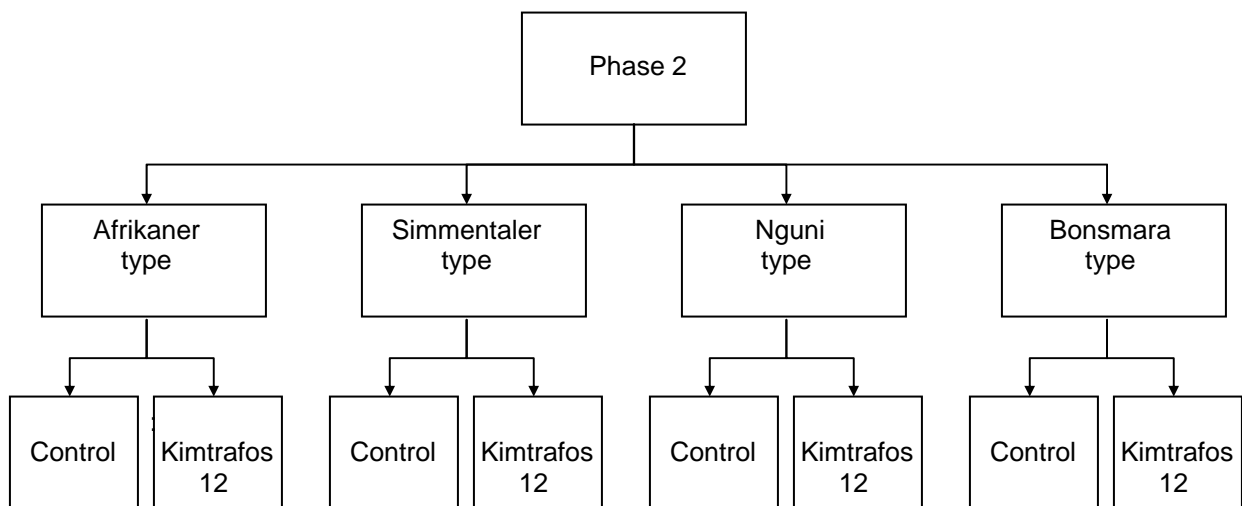 Phase 2
Afrikaner
type
Simmentaler
type
Nguni
type
Bonsmara
type
Control
Kimtrafos
12
Control
Kimtrafos
12
Control
Kimtrafos
12
Control
Kimtrafos
12